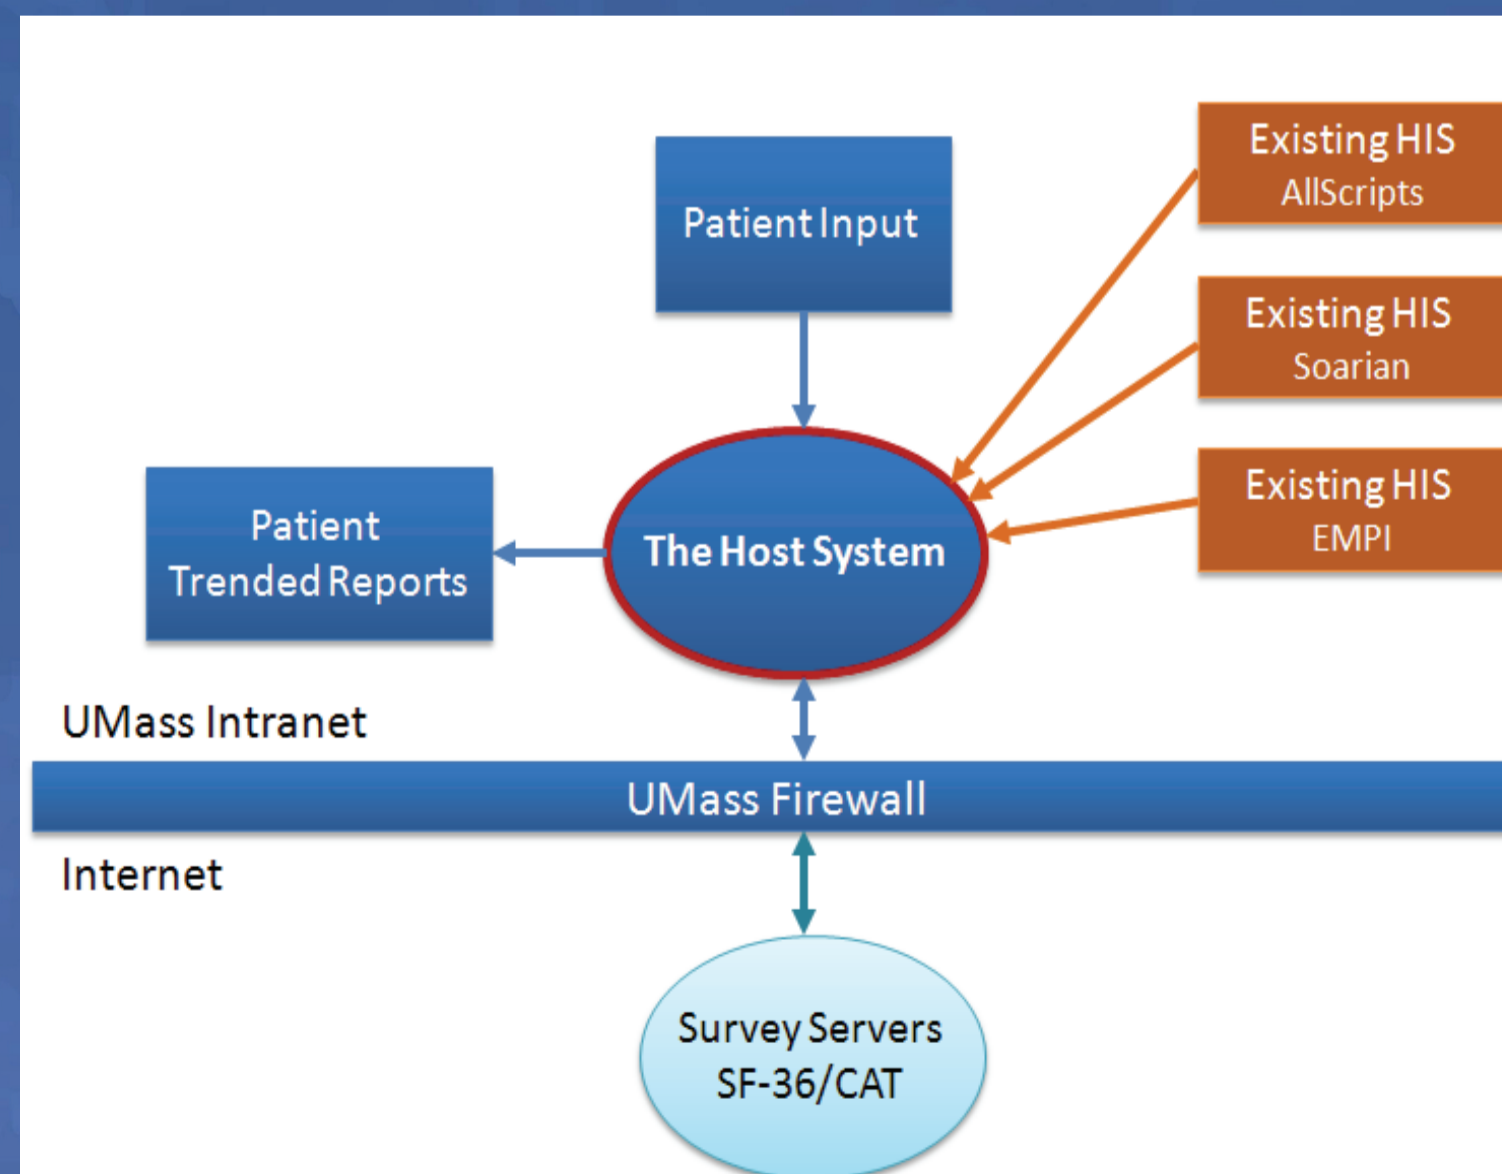 Existing HIS
AllScripts
Patient Input
Existing HIS
Soarian
Existing HIS
EMPI
Patient
Trended Reports
The Host System
UMass Intranet
UMass Firewall
Internet
Survey Servers
SF-36/CAT